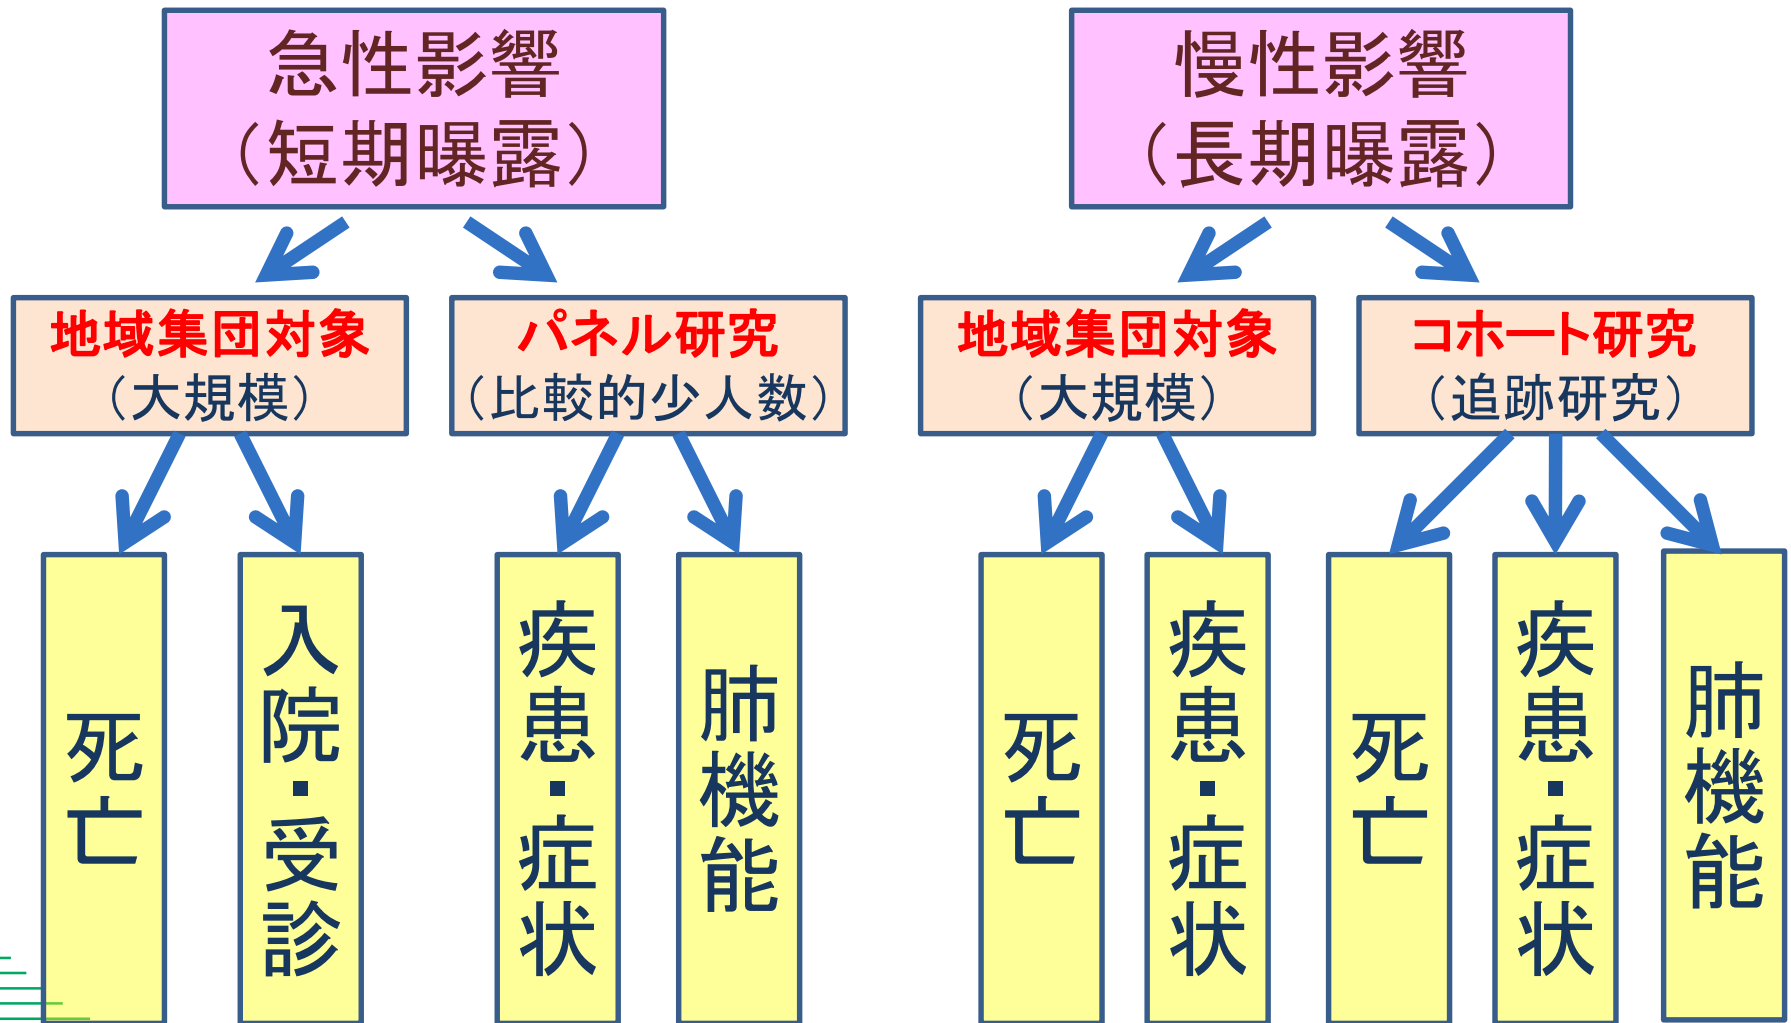 急性影響
（短期曝露）
慢性影響
（長期曝露）
地域集団対象
（大規模）
パネル研究
（比較的少人数）
地域集団対象
（大規模）
コホート研究
（追跡研究）
死亡
入院・受診
疾患・症状
肺機能
死亡
疾患・症状
死亡
疾患・症状
肺機能